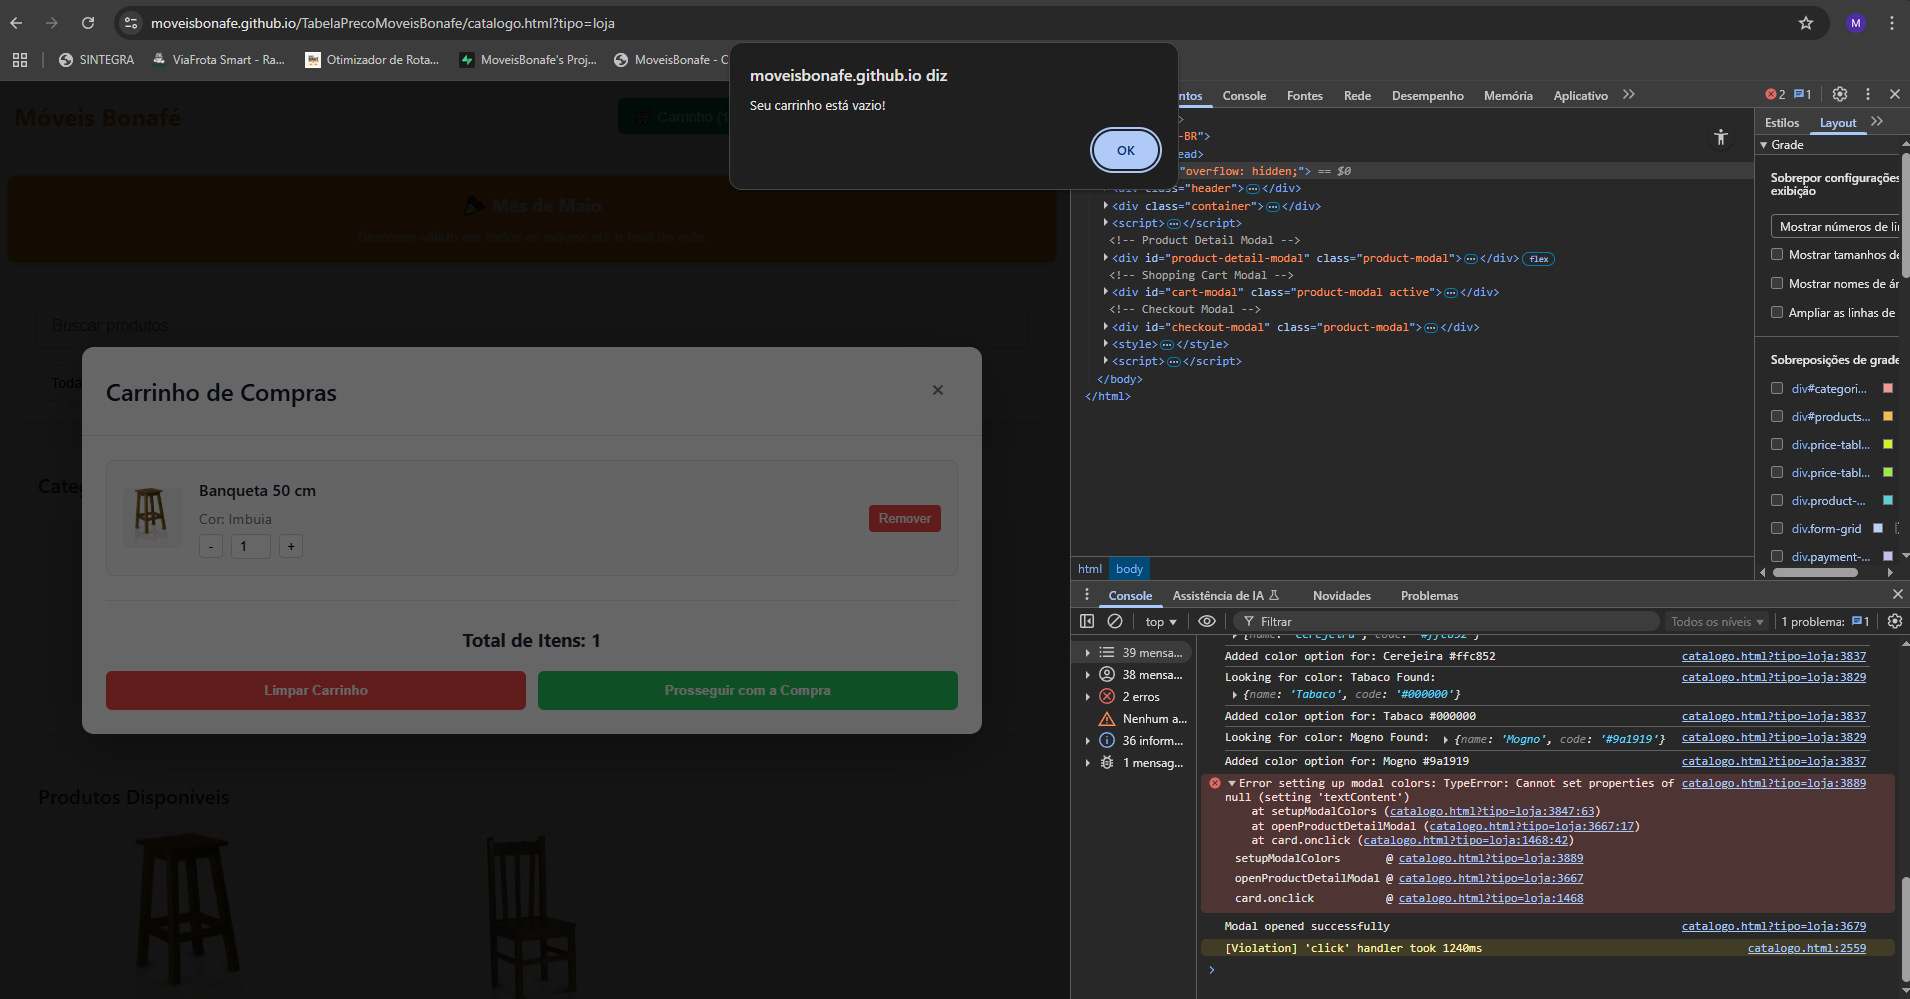 moveisbonafe.github.io/TabelaPrecoMoveisBonafe/catalogo.html?tipo=loja
M
SINTEGRA
ViaFrota Smart - Ra...
Otimizador de Rota...
MoveisBonafe's Proj...
MoveisBonafe - C
moveisbonafe.github.io diz
Seu carrinho está vazio!
OK
Móveis Bonafé
Carrinho (1
Mês de Maio
Desconto válido em todos os móveis até o final do mês
Buscar produtos...
Toda
Carrinho de Compras
×
Banqueta 50 cm
Cor: Imbuia
- 1 +
Remover
Total de Itens: 1
Limpar Carrinho
Prosseguir com a Compra
Categ
Produtos Disponíveis
ntos
Console
Fontes
Rede
Desempenho
Memória
Aplicativo
2
1
>
-BR">
ead>
"overflow: hidden;"> == $0
<div class="header">…</div>
<div class="container">…</div>
<script>…</script>
<!-- Product Detail Modal -->
<div id="product-detail-modal" class="product-modal">…</div> flex
<!-- Shopping Cart Modal -->
<div id="cart-modal" class="product-modal active">…</div>
<!-- Checkout Modal -->
<div id="checkout-modal" class="product-modal">…</div>
<style>…</style>
<script>…</script>
</body>
</html>
html body
Estilos
Layout
Grade
Sobrepor configurações
exibição
Mostrar números de li
Mostrar tamanhos de
Mostrar nomes de ár
Ampliar as linhas de
Sobreposições de grade
div#categori...
div#products...
div.price-tabl...
div.price-tabl...
div.product-...
div.form-grid
div.payment-...
Console
Assistência de IA
Novidades
Problemas
top
Filtrar
Todos os níveis
1 problema: 1
39 mensa...
38 mensa...
2 erros
Nenhum a...
36 inform...
1 mensag...
{name: 'Cerejeira', code: '#ffc852'}
Added color option for: Cerejeira #ffc852 catalogo.html?tipo=loja:3837
Looking for color: Tabaco Found: catalogo.html?tipo=loja:3829
{name: 'Tabaco', code: '#000000'}
Added color option for: Tabaco #000000 catalogo.html?tipo=loja:3837
Looking for color: Mogno Found: {name: 'Mogno', code: '#9a1919'} catalogo.html?tipo=loja:3829
Added color option for: Mogno #9a1919 catalogo.html?tipo=loja:3837
Error setting up modal colors: TypeError: Cannot set properties of catalogo.html?tipo=loja:3889
null (setting 'textContent')
at setupModalColors (catalogo.html?tipo=loja:3847:63)
at openProductDetailModal (catalogo.html?tipo=loja:3667:17)
at card.onclick (catalogo.html?tipo=loja:1468:42)
setupModalColors @ catalogo.html?tipo=loja:3889
openProductDetailModal @ catalogo.html?tipo=loja:3667
card.onclick @ catalogo.html?tipo=loja:1468
Modal opened successfully catalogo.html?tipo=loja:3679
[Violation] 'click' handler took 1240ms catalogo.html:2559